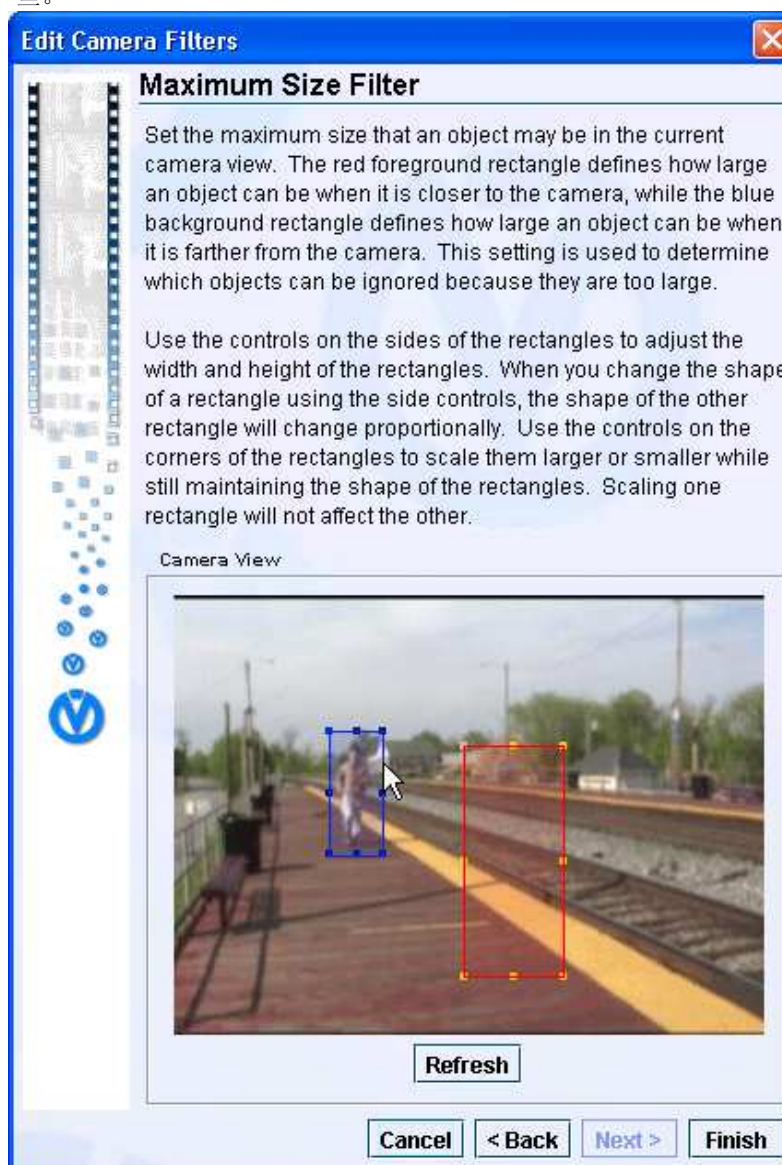 Edit Camera Filters
Maximum Size Filter
Set the maximum size that an object may be in the current
camera view. The red foreground rectangle defines how large
an object can be when it is closer to the camera, while the blue
background rectangle defines how large an object can be when
it is farther from the camera. This setting is used to determine
which objects can be ignored because they are too large.
Use the controls on the sides of the rectangles to adjust the
width and height of the rectangles. When you change the shape
of a rectangle using the side controls, the shape of the other
rectangle will change proportionally. Use the controls on the
corners of the rectangles to scale them larger or smaller while
still maintaining the shape of the rectangles. Scaling one
rectangle will not affect the other.
Camera View
Refresh
Cancel
< Back
Next >
Finish